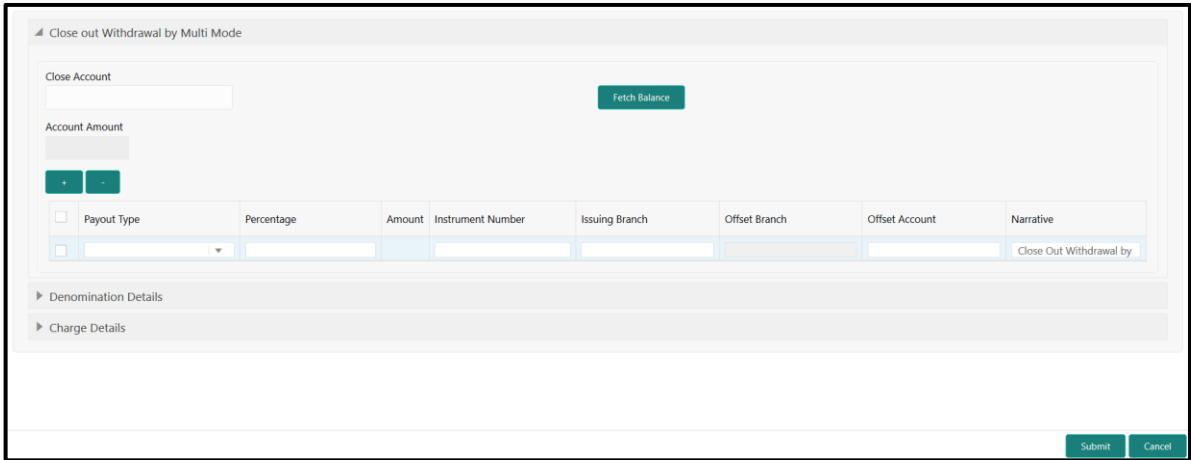 Close out Withdrawal by Multi Mode
Close Account
Fetch Balance
Account Amount
+ -
Payout Type Percentage Amount Instrument Number Issuing Branch Offset Branch Offset Account Narrative
Close Out Withdrawal by
Denomination Details
Charge Details
Submit Cancel